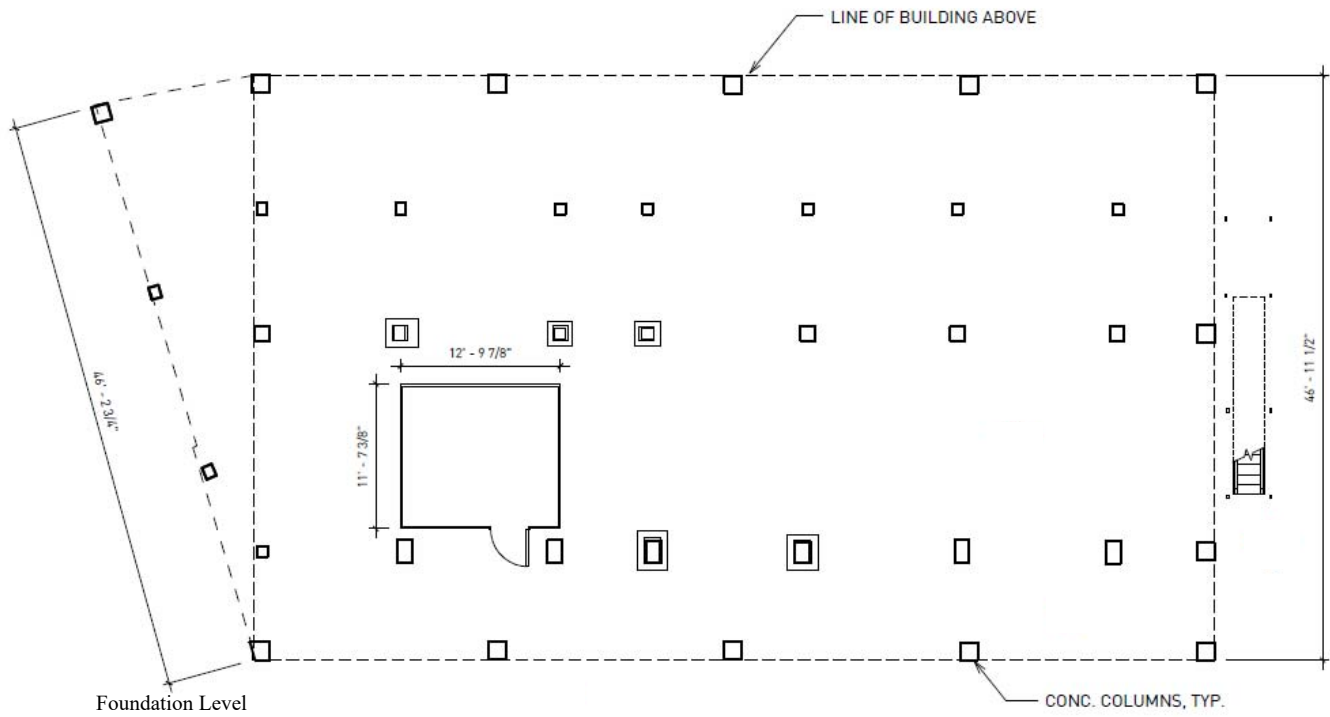 LINE OF BUILDING ABOVE
12' - 9 7/8"
46' - 11 1/2"
46' - 2 3/4"
11' - 7 3/8"
Foundation Level
CONC. COLUMNS, TYP.